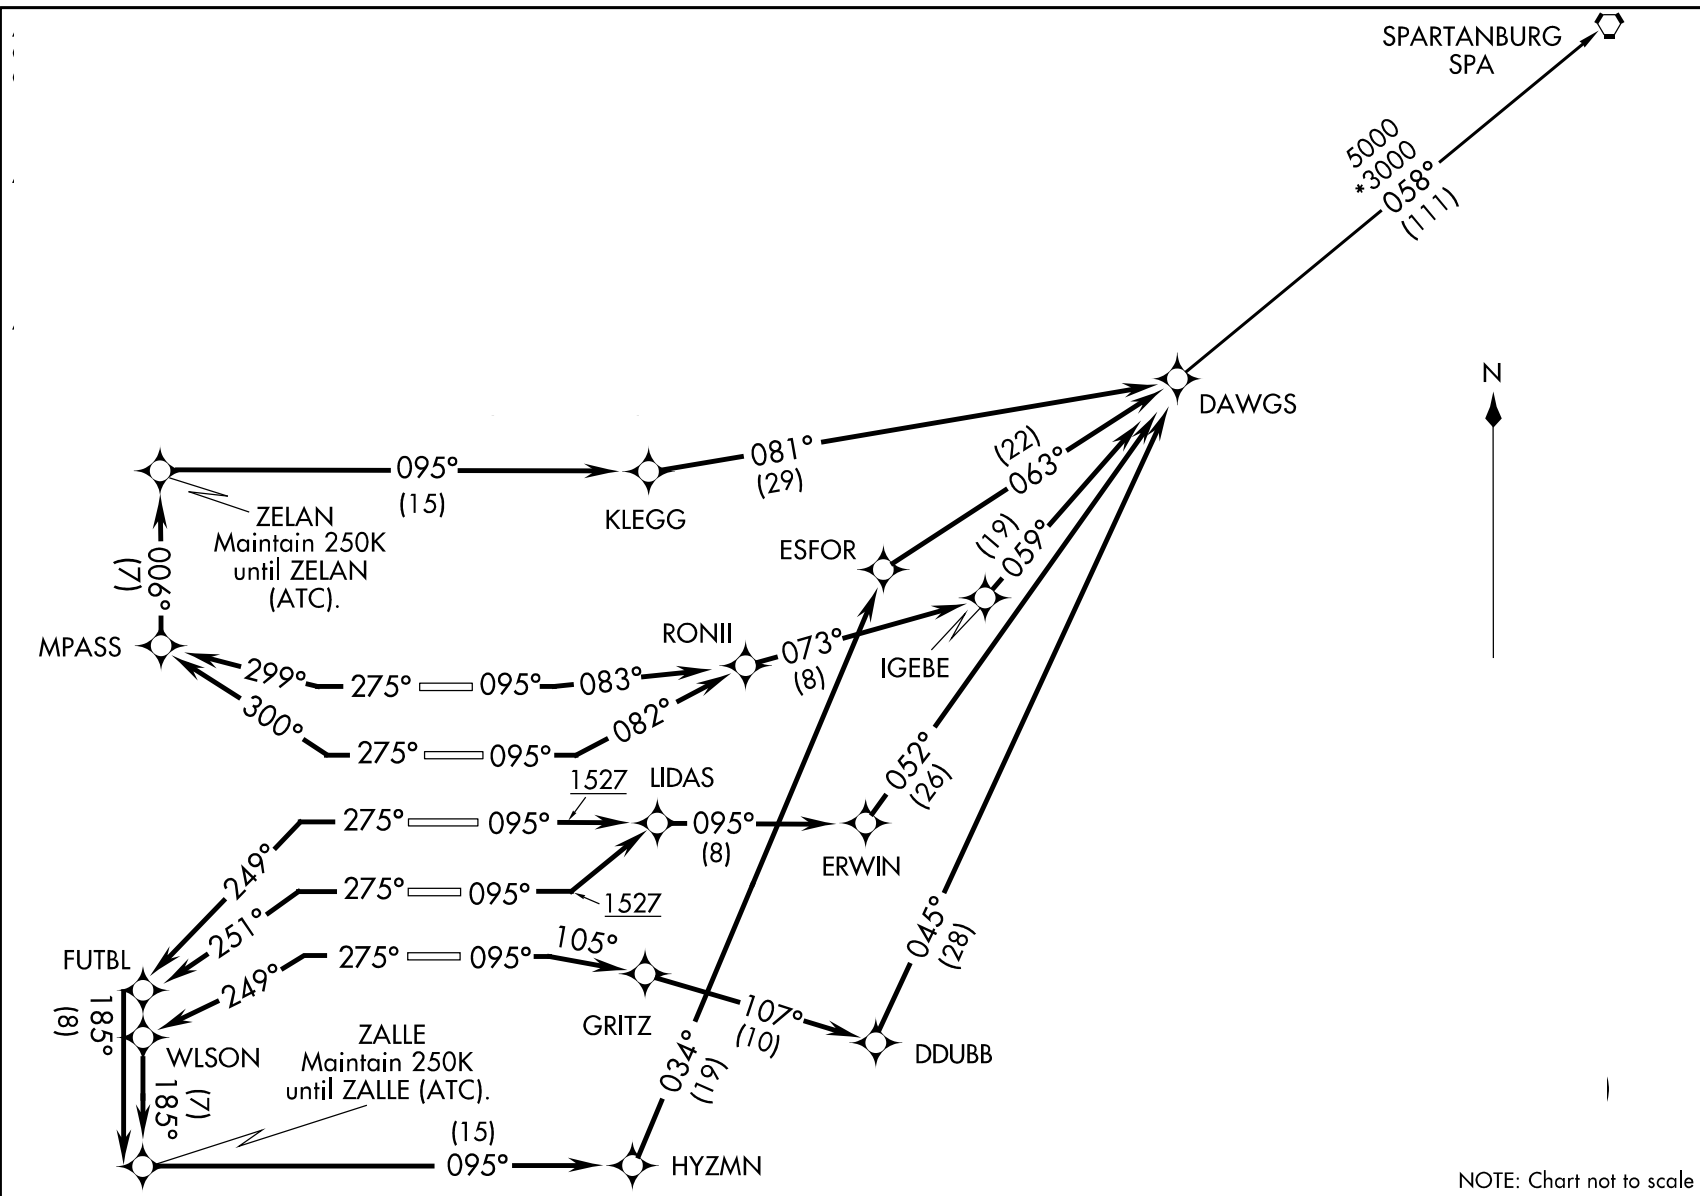 SPARTANBURG
SPA
5000
*3000
058°
(111)
N
DAWGS
095°
(15)
081°
(29)
KLEGG
(22)
063°
ZELAN
Maintain 250K
until ZELAN
(ATC).
006°
(7)
ESFOR
(19)
059°
MPASS
RONII
073°
(8)
IGEBE
299°
275°
095°
083°
300°
275°
095°
082°
052°
(26)
1527
LIDAS
275°
095°
095°
(8)
ERWIN
249°
275°
095°
1527
251°
045°
(28)
FUTBL
275°
095°
105°
249°
GRITZ
107°
(10)
DDUBB
185°
(8)
WLSON
ZALLE
Maintain 250K
until ZALLE (ATC).
185°
(7)
034°
(19)
(15)
095°
HYZMN
NOTE: Chart not to scale